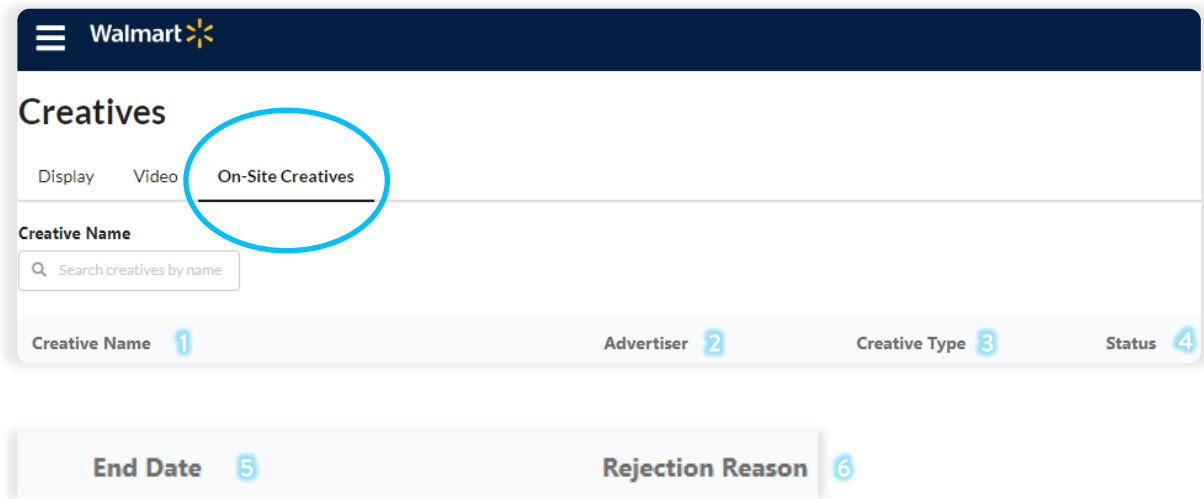 Walmart
Creatives
Display Video On-Site Creatives
Creative Name
Search creatives by name
Creative Name 1 Advertiser 2 Creative Type 3 Status 4
End Date 5 Rejection Reason 6